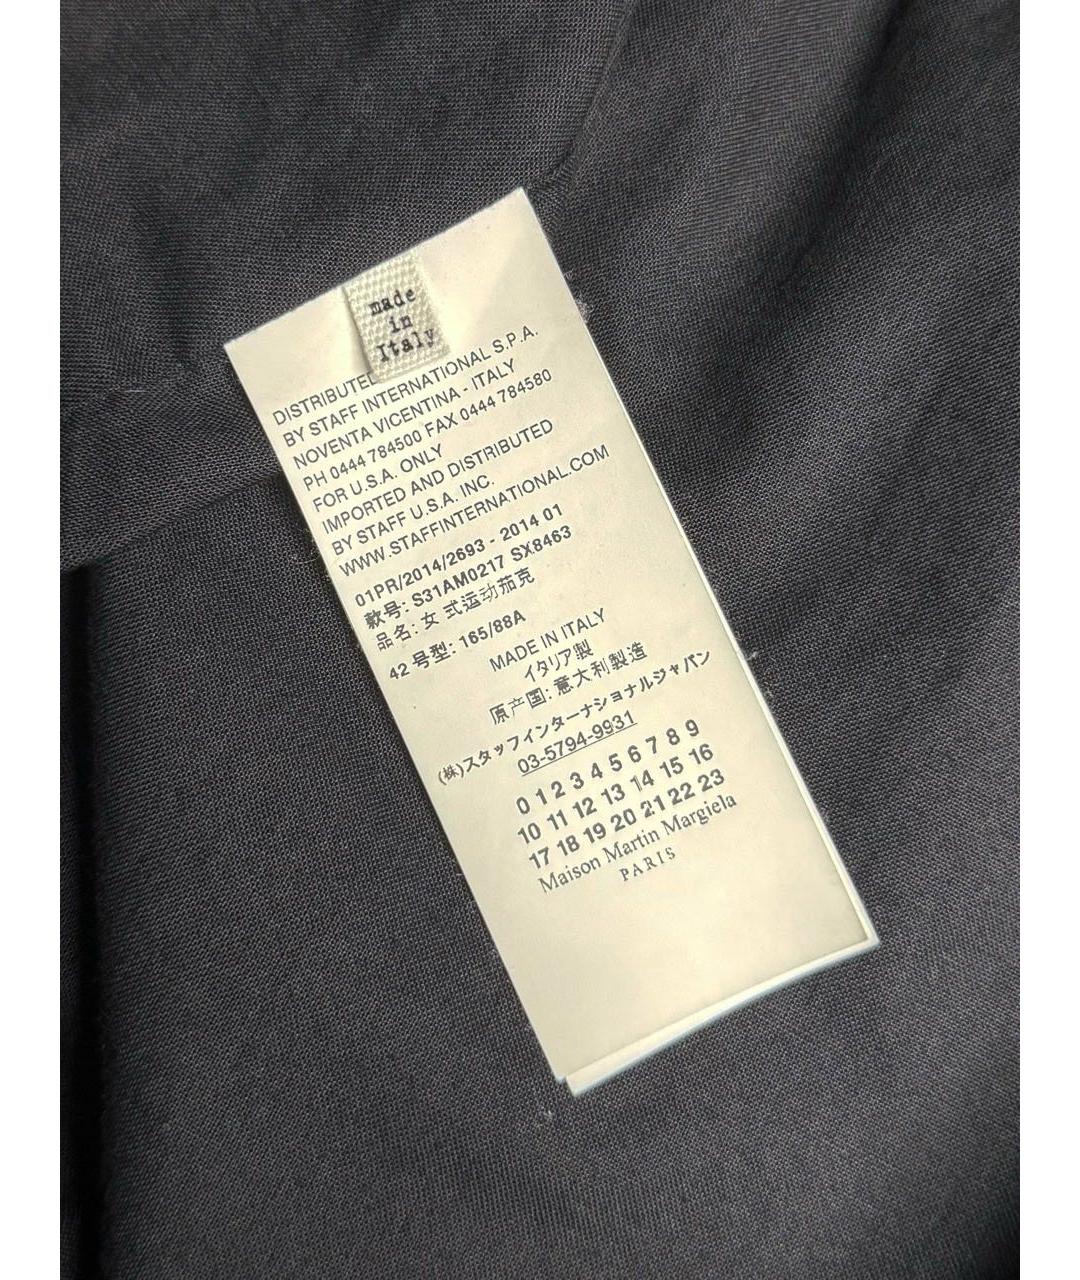 made
in
Italy
DISTRIBUTED
BY STAFF INTERNATIONAL S.P.A.
NOVENTA VICENTINA - ITALY
PH 0444 784500 FAX 0444 784580
FOR U.S.A. ONLY
IMPORTED AND DISTRIBUTED
BY STAFF U.S.A. INC.
WWW.STAFFINTERNATIONAL.COM
01PR/2014/2693 - 2014 01
款号: S31AM0217 SX8463
品名: 女 式运动茄克
42 号型: 165/88A
MADE IN ITALY
イタリア製
原产国: 意大利製造
(株)スタッフインターナショナルジャパン
03-5794-9931
0 1 2 3 4 5 6 7 8 9
10 11 12 13 14 15 16
17 18 19 20 21 22 23
Maison Martin Margiela
PARIS